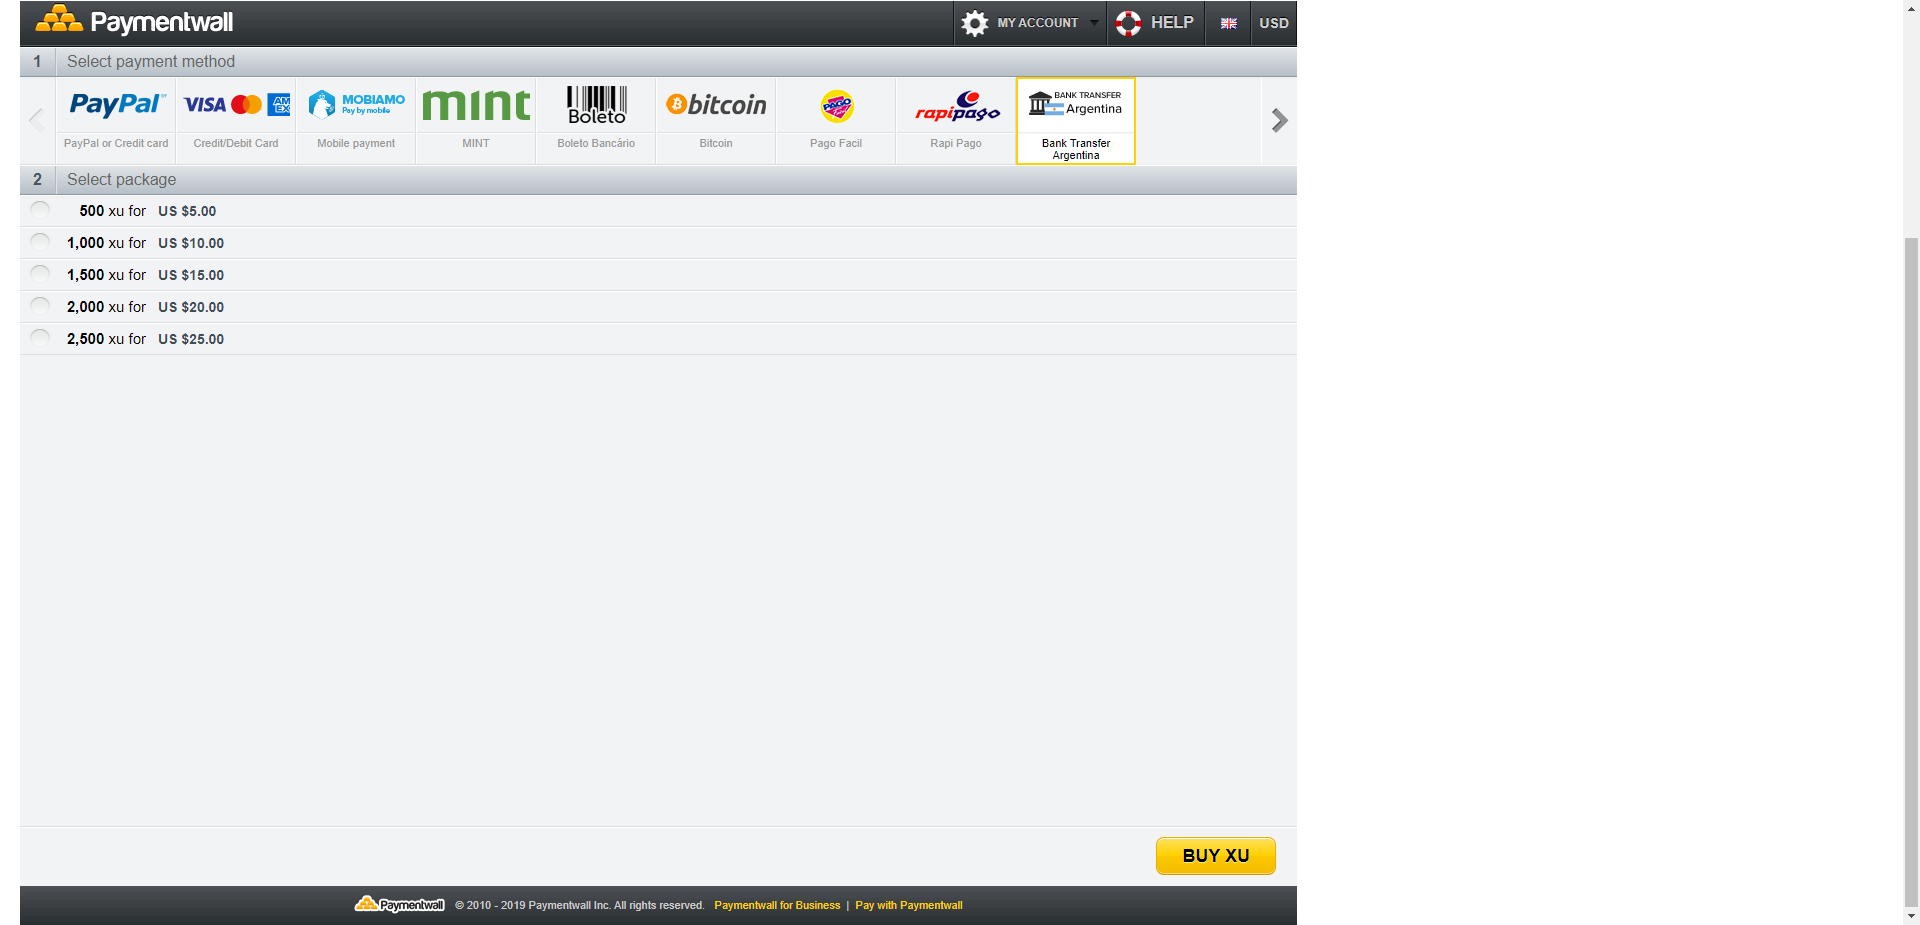 Paymentwall
MY ACCOUNT
HELP
USD
1 Select payment method
PayPal
VISA
AM
EX
MOBIAMO
Pay by mobile
mint
Boleto
bitcoin
PAGO
rapipago
BANK TRANSFER
Argentina
PayPal or Credit card
Credit/Debit Card
Mobile payment
MINT
Boleto Bancário
Bitcoin
Pago Facil
Rapi Pago
Bank Transfer
Argentina
2 Select package
500 xu for US $5.00
1,000 xu for US $10.00
1,500 xu for US $15.00
2,000 xu for US $20.00
2,500 xu for US $25.00
BUY XU
Paymentwall © 2010 - 2019 Paymentwall Inc. All rights reserved. Paymentwall for Business | Pay with Paymentwall